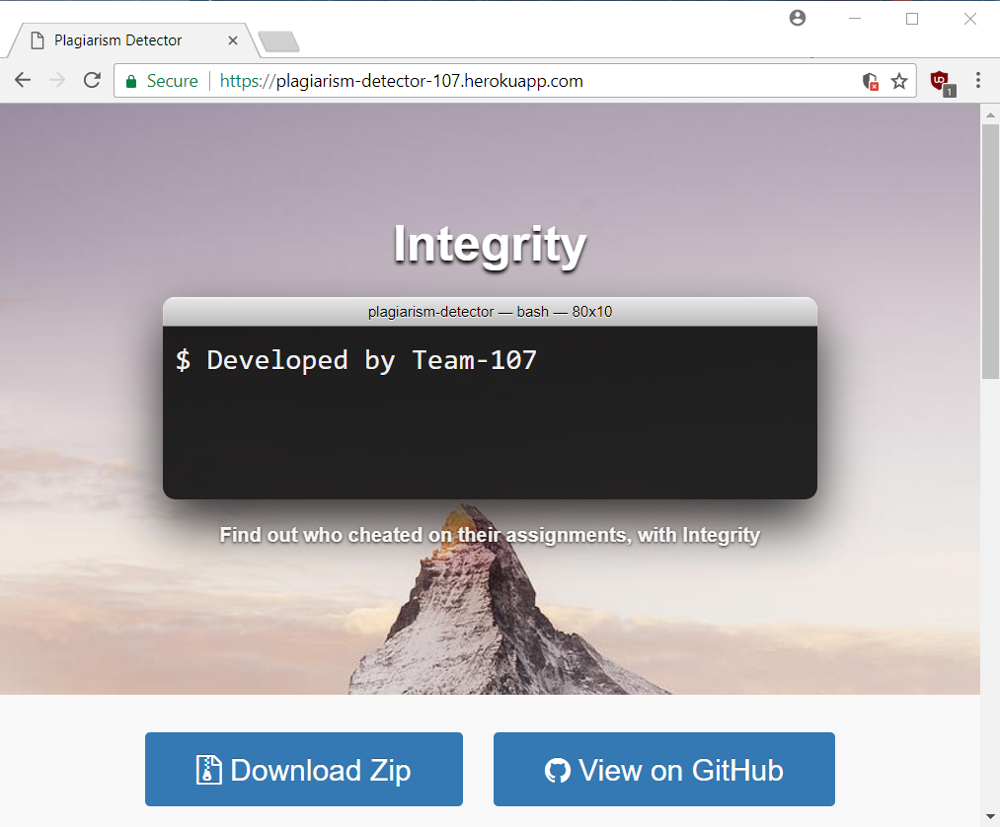 Plagiarism Detector
Secure https://plagiarism-detector-107.herokuapp.com
1
Integrity
plagiarism-detector — bash — 80x10
$ Developed by Team-107
Find out who cheated on their assignments, with Integrity
Download Zip
View on GitHub